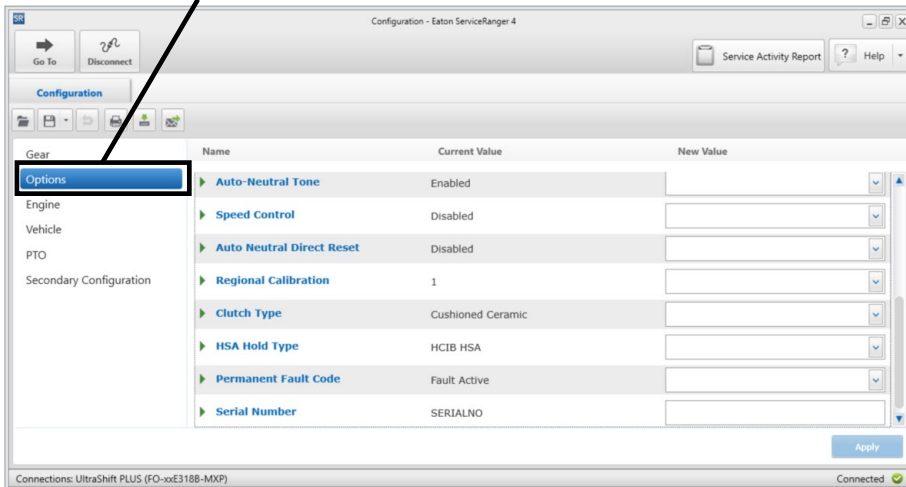 SR
Configuration - Eaton ServiceRanger 4
Go To
Disconnect
Service Activity Report
? Help
Configuration
Name Current Value New Value
Gear
Options
Engine
Vehicle
PTO
Secondary Configuration
Auto-Neutral Tone Enabled
Speed Control Disabled
Auto Neutral Direct Reset Disabled
Regional Calibration 1
Clutch Type Cushioned Ceramic
HSA Hold Type HCIB HSA
Permanent Fault Code Fault Active
Serial Number SERIALNO
Apply
Connections: UltraShift PLUS (FO-xxE318B-MXP) Connected